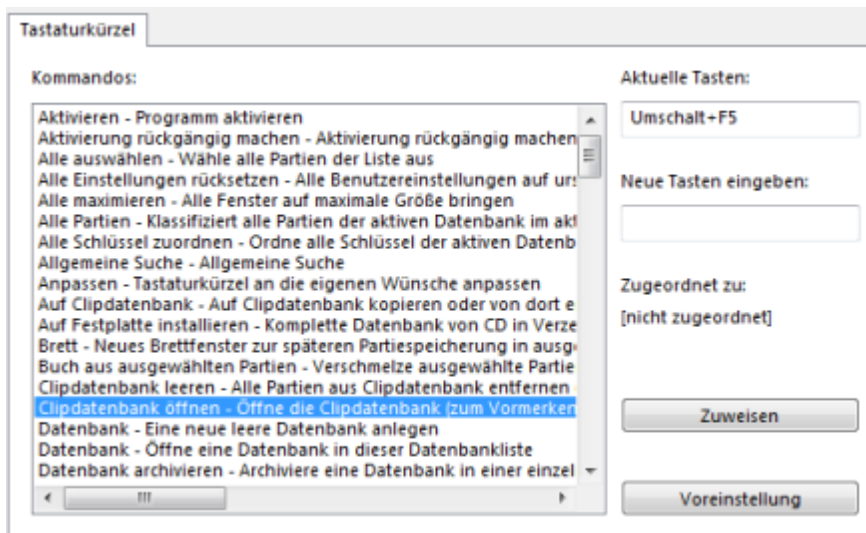 Tastaturkürzel
Kommandos:
Aktivieren - Programm aktivieren
Aktivierung rückgängig machen - Aktivierung rückgängig machen
Alle auswählen - Wähle alle Partien der Liste aus
Alle Einstellungen rücksetzen - Alle Benutzereinstellungen auf urs
Alle maximieren - Alle Fenster auf maximale Größe bringen
Alle Partien - Klassifiziert alle Partien der aktiven Datenbank im akt
Alle Schlüssel zuordnen - Ordne alle Schlüssel der aktiven Datenb
Allgemeine Suche - Allgemeine Suche
Anpassen - Tastaturkürzel an die eigenen Wünsche anpassen
Auf Clipdatenbank - Auf Clipdatenbank kopieren oder von dort e
Auf Festplatte installieren - Komplette Datenbank von CD in Verze
Brett - Neues Brettfenster zur späteren Partiespeicherung in ausg
Buch aus ausgewählten Partien - Verschmelze ausgewählte Partie
Clipdatenbank leeren - Alle Partien aus Clipdatenbank entfernen
Clipdatenbank öffnen - Öffne die Clipdatenbank (zum Vormerken
Datenbank - Eine neue leere Datenbank anlegen
Datenbank - Öffne eine Datenbank in dieser Datenbankliste
Datenbank archivieren - Archiviere eine Datenbank in einer einzel
Aktuelle Tasten:
Umschalt+F5
Neue Tasten eingeben:
Zugeordnet zu:
[nicht zugeordnet]
Zuweisen
Voreinstellung